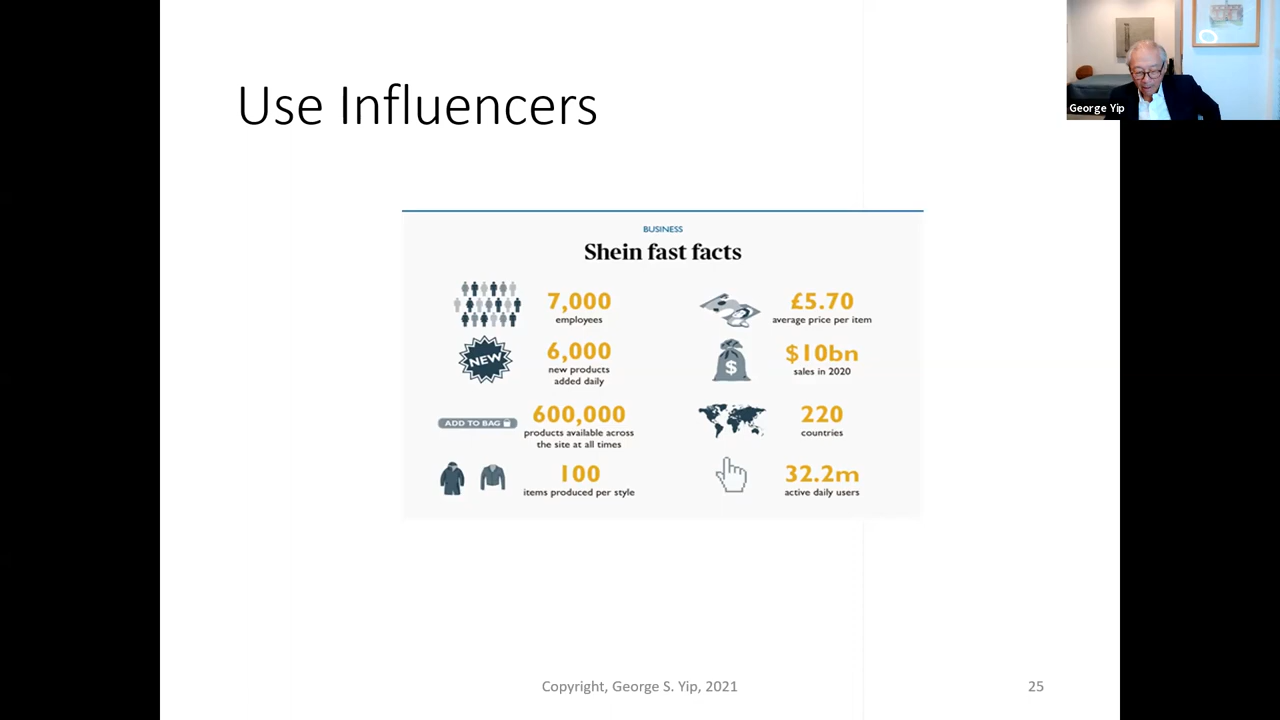 Use Influencers
George Yip
BUSINESS
Shein fast facts
7,000
employees
NEW
6,000
new products
added daily
ADD TO BAG
600,000
products available across
the site at all times
100
items produced per style
£5.70
average price per item
$
$10bn
sales in 2020
220
countries
32.2m
active daily users
Copyright, George S. Yip, 2021
25